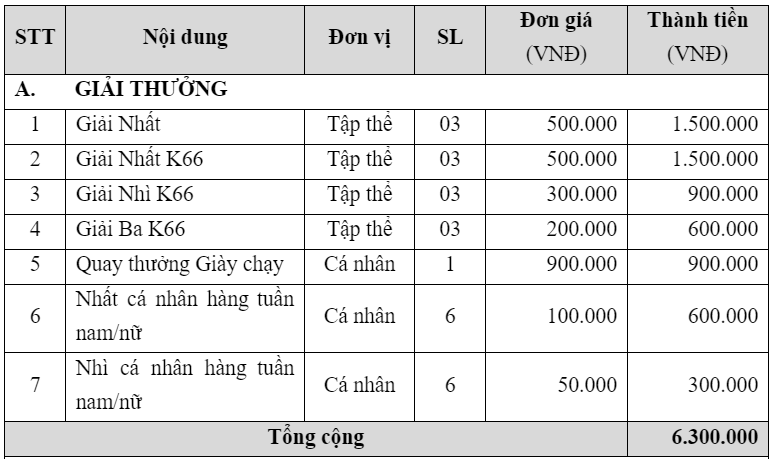 STT Nội dung Đơn vị SL Đơn giá (VNĐ) Thành tiền (VNĐ)
A. GIẢI THƯỞNG
1 Giải Nhất Tập thể 03 500.000 1.500.000
2 Giải Nhất K66 Tập thể 03 500.000 1.500.000
3 Giải Nhì K66 Tập thể 03 300.000 900.000
4 Giải Ba K66 Tập thể 03 200.000 600.000
5 Quay thưởng Giày chạy Cá nhân 1 900.000 900.000
6 Nhất cá nhân hàng tuần
nam/nữ Cá nhân 6 100.000 600.000
7 Nhì cá nhân hàng tuần
nam/nữ Cá nhân 6 50.000 300.000
Tổng cộng 6.300.000